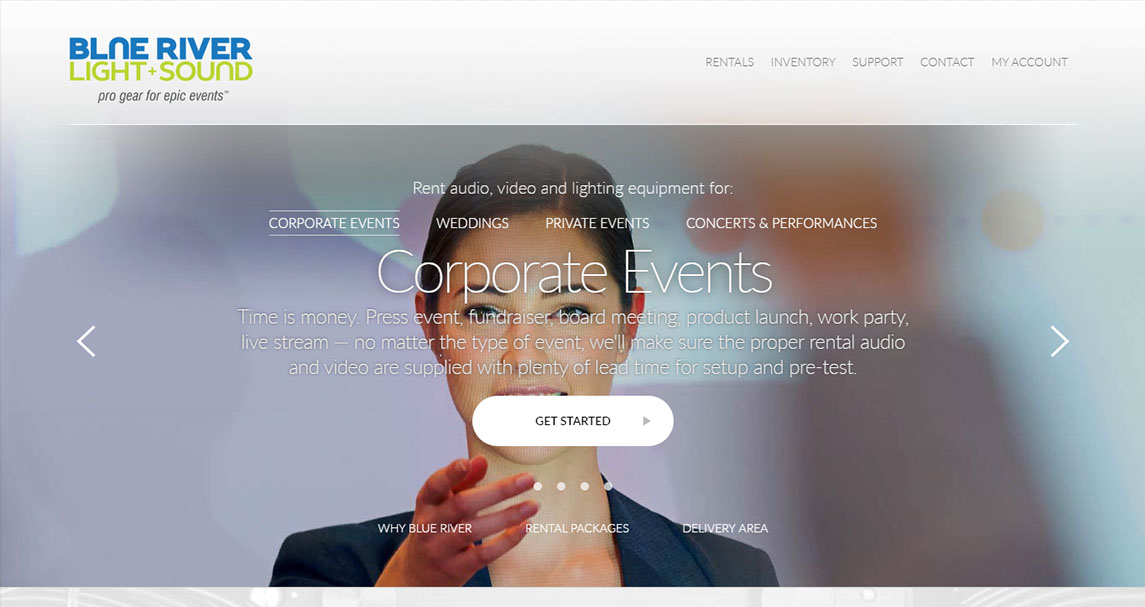 BLUE RIVER
LIGHT+SOUND
pro gear for epic events™
RENTALS INVENTORY SUPPORT CONTACT MY ACCOUNT
Rent audio, video and lighting equipment for:
CORPORATE EVENTS WEDDINGS PRIVATE EVENTS CONCERTS & PERFORMANCES
Corporate Events
Time is money. Press event, fundraiser, board meeting, product launch, work party,
live stream — no matter the type of event, we'll make sure the proper rental audio
and video are supplied with plenty of lead time for setup and pre-test.
GET STARTED
WHY BLUE RIVER RENTAL PACKAGES DELIVERY AREA